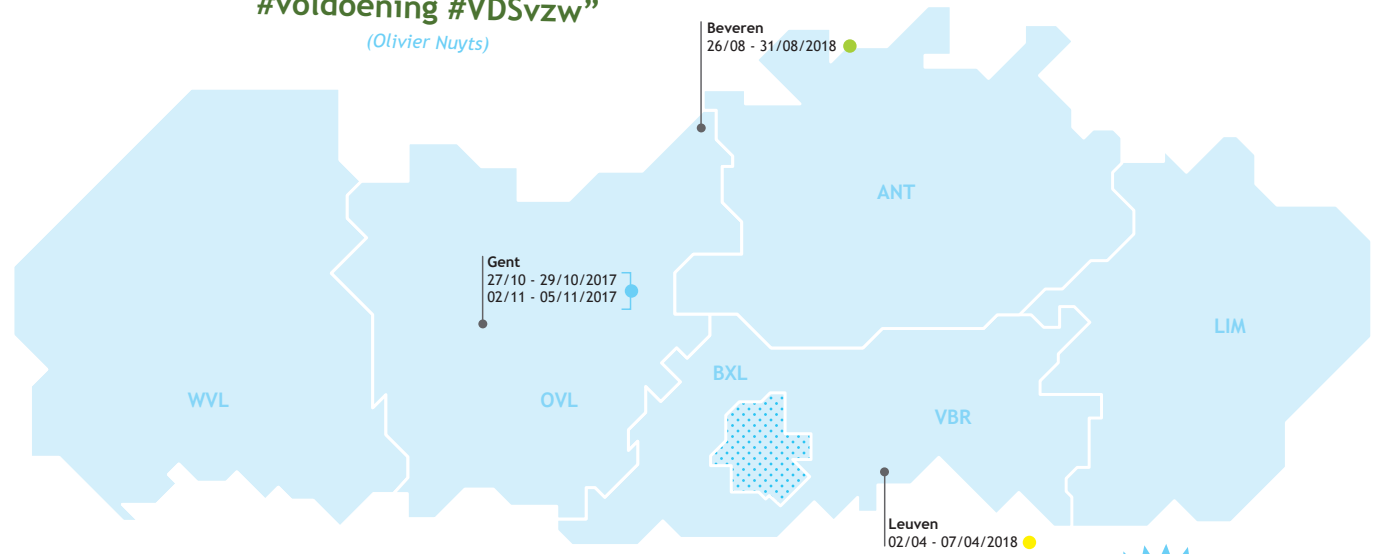 #voldoening #VDSvzw”
(Olivier Nuyts)
Beveren
26/08 - 31/08/2018
ANT
Gent
27/10 - 29/10/2017
02/11 - 05/11/2017
LIM
BXL
WVL
OVL
VBR
Leuven
02/04 - 07/04/2018